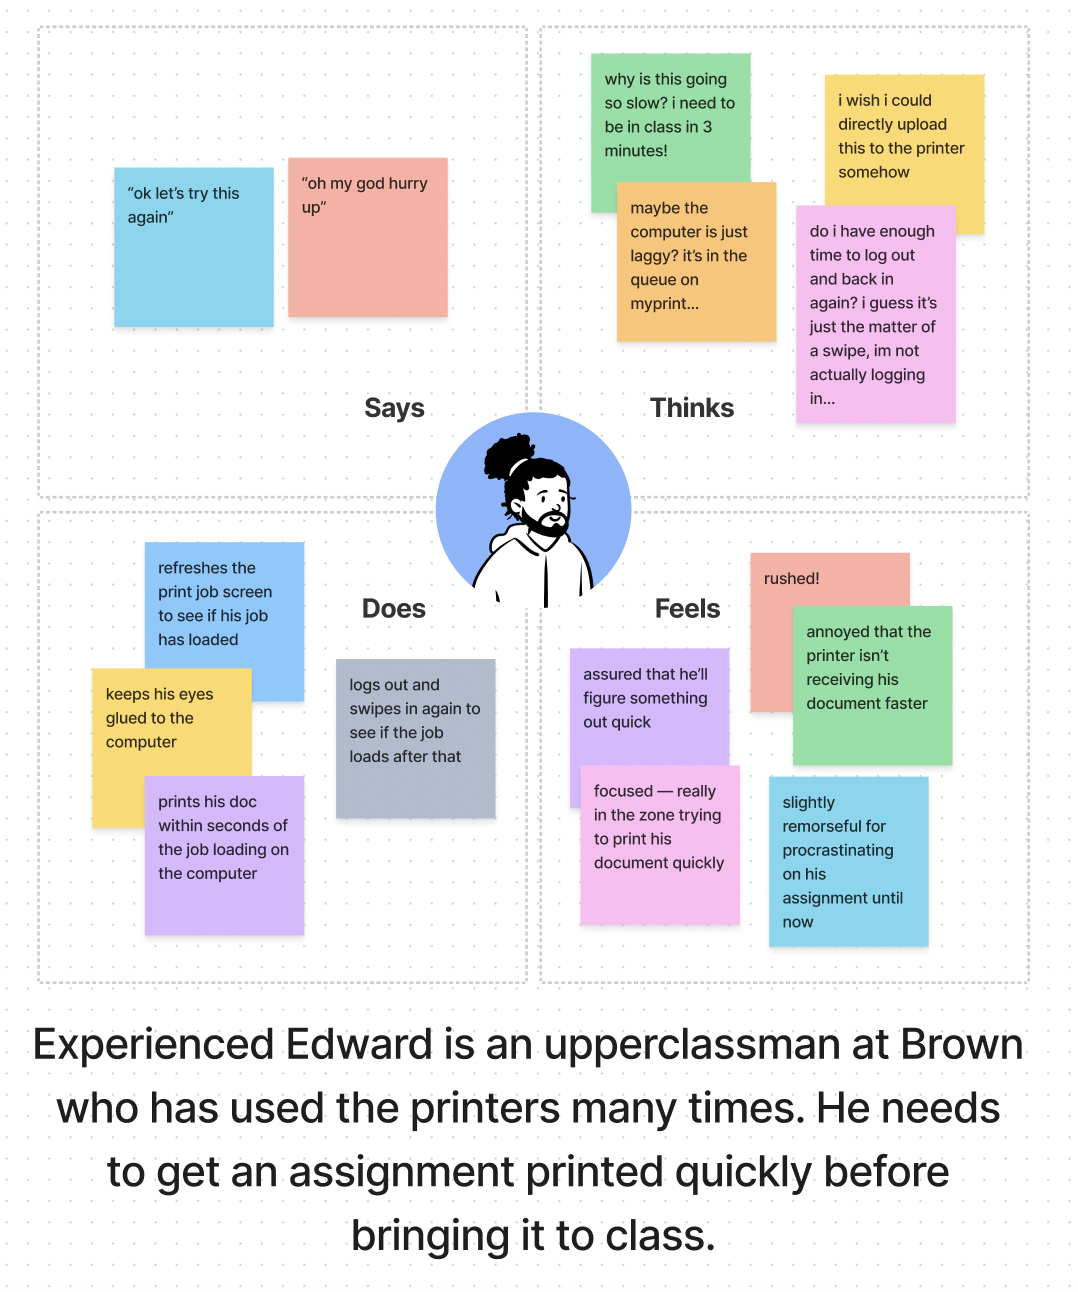 “ok let’s try this
again”
“oh my god hurry
up”
Says
why is this going
so slow? i need to
be in class in 3
minutes!
maybe the
computer is just
laggy? it’s in the
queue on
myprint...
i wish i could
directly upload
this to the printer
somehow
do i have enough
time to log out
and back in
again? i guess it’s
just the matter of
a swipe, im not
actually logging
in...
Thinks
Does
refreshes the
print job screen
to see if his job
has loaded
keeps his eyes
glued to the
computer
prints his doc
within seconds of
the job loading on
the computer
logs out and
swipes in again to
see if the job
loads after that
Feels
rushed!
annoyed that the
printer isn’t
receiving his
document faster
assured that he’ll
figure something
out quick
focused — really
in the zone trying
to print his
document quickly
slightly
remorseful for
procrastinating
on his
assignment until
now
Experienced Edward is an upperclassman at Brown
who has used the printers many times. He needs
to get an assignment printed quickly before
bringing it to class.